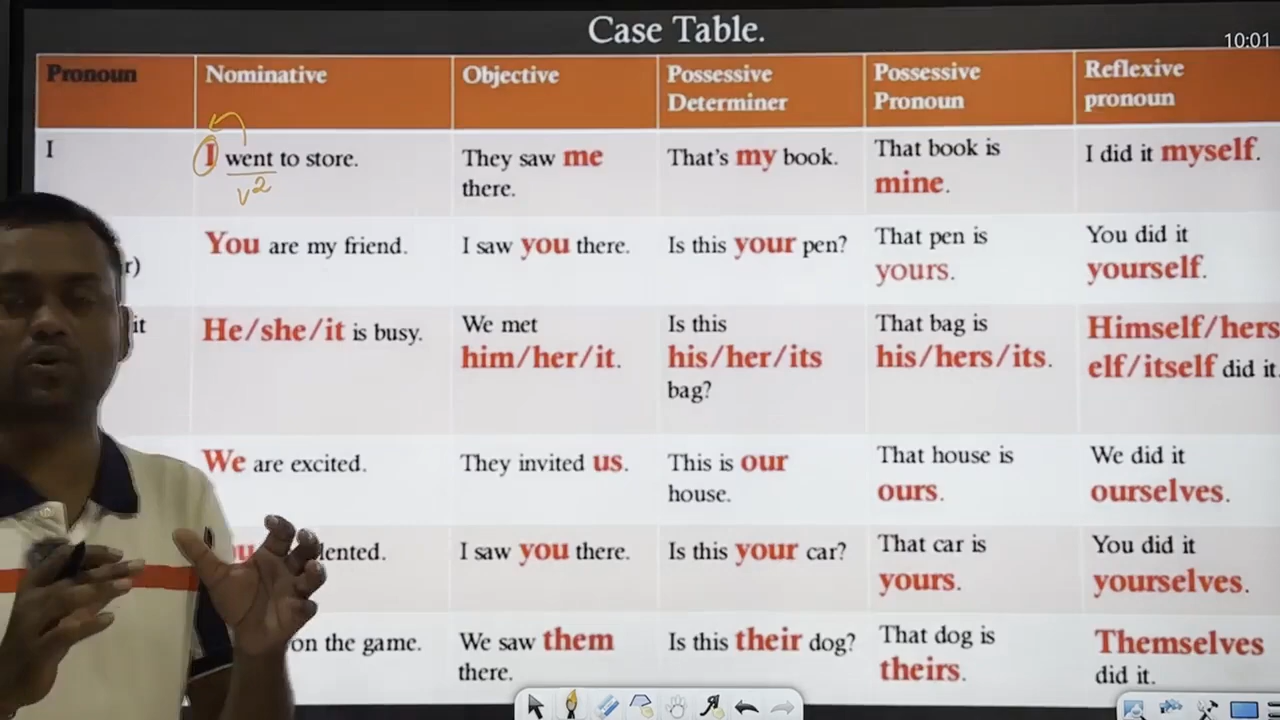 Case Table.
10:01
Pronoun
Nominative
Objective
Possessive
Determiner
Possessive
Pronoun
Reflexive
pronoun
I
I went to store.
v2
They saw me
there.
That's my book.
That book is
mine.
I did it myself.
r)
You are my friend.
I saw you there.
Is this your pen?
That pen is
yours.
You did it
yourself.
it
He/she/it is busy.
We met
him/her/it.
Is this
his/her/its
bag?
That bag is
his/hers/its.
Himself/hers
elf/itself did it.
We are excited.
They invited us.
This is our
house.
That house is
ours.
We did it
ourselves.
ou lented.
I saw you there.
Is this your car?
That car is
yours.
You did it
yourselves.
on the game.
We saw them
there.
Is this their dog?
That dog is
theirs.
Themselves
did it.